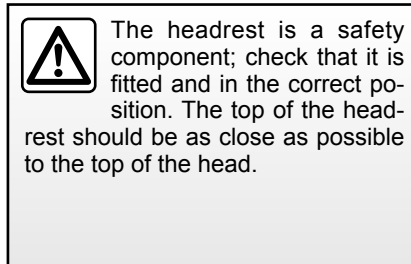 The headrest is a safety
component; check that it is
fitted and in the correct po-
sition. The top of the head-
rest should be as close as possible
to the top of the head.